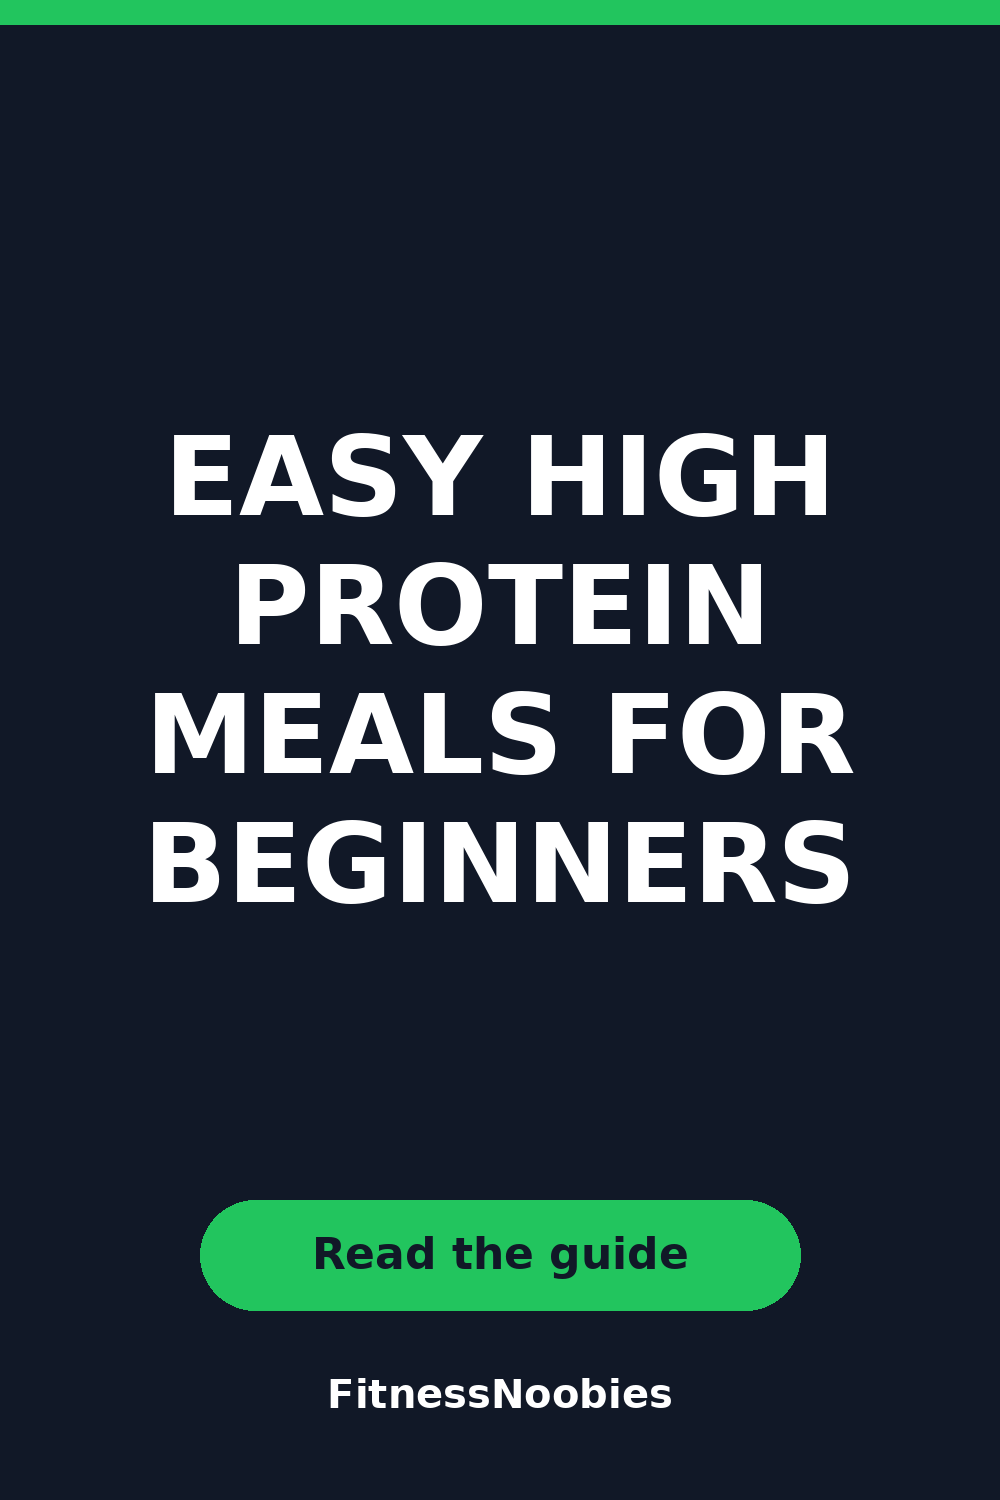 EASY HIGH
PROTEIN
MEALS FOR
BEGINNERS
Read the guide
FitnessNoobies